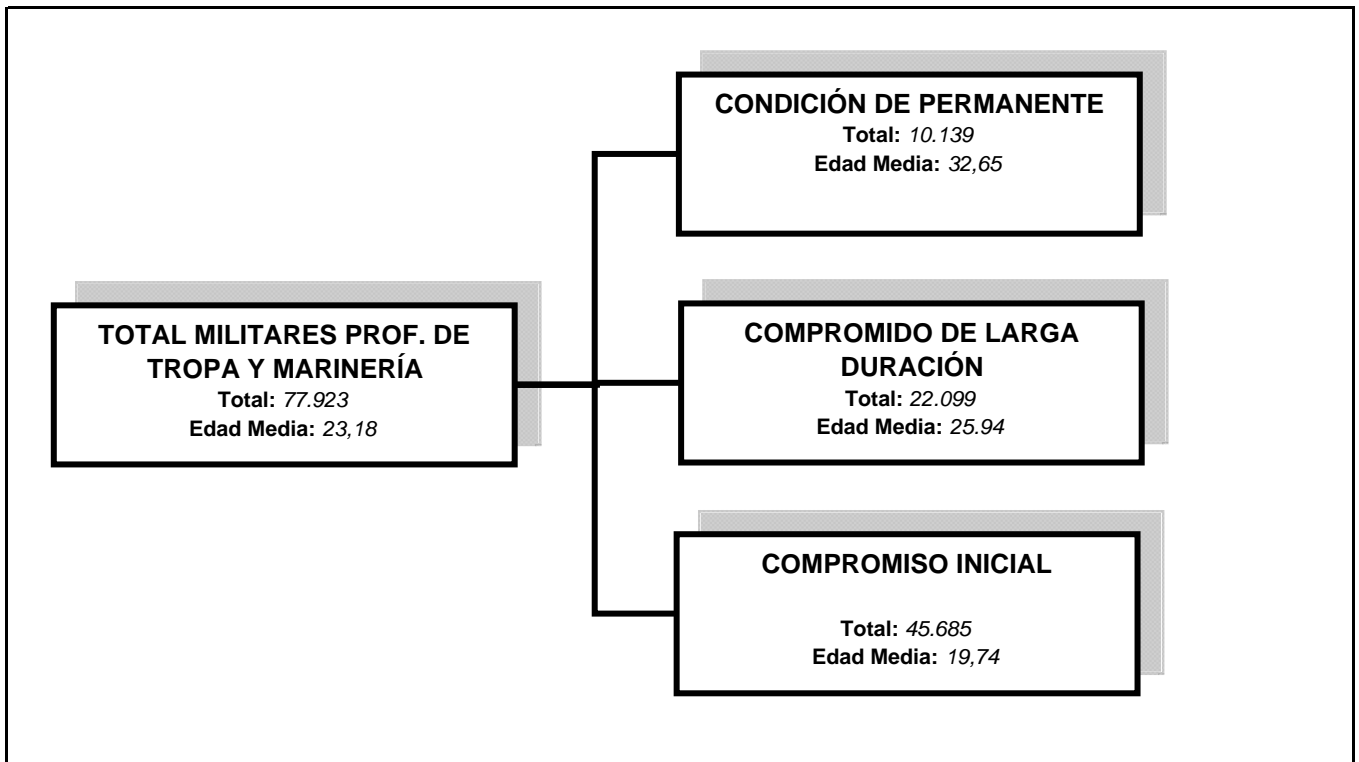 TOTAL MILITARES PROF. DE
TROPA Y MARINERÍA
Total: 77.923
Edad Media: 23,18
CONDICIÓN DE PERMANENTE
Total: 10.139
Edad Media: 32,65
COMPROMIDO DE LARGA
DURACIÓN
Total: 22.099
Edad Media: 25.94
COMPROMISO INICIAL
Total: 45.685
Edad Media: 19,74